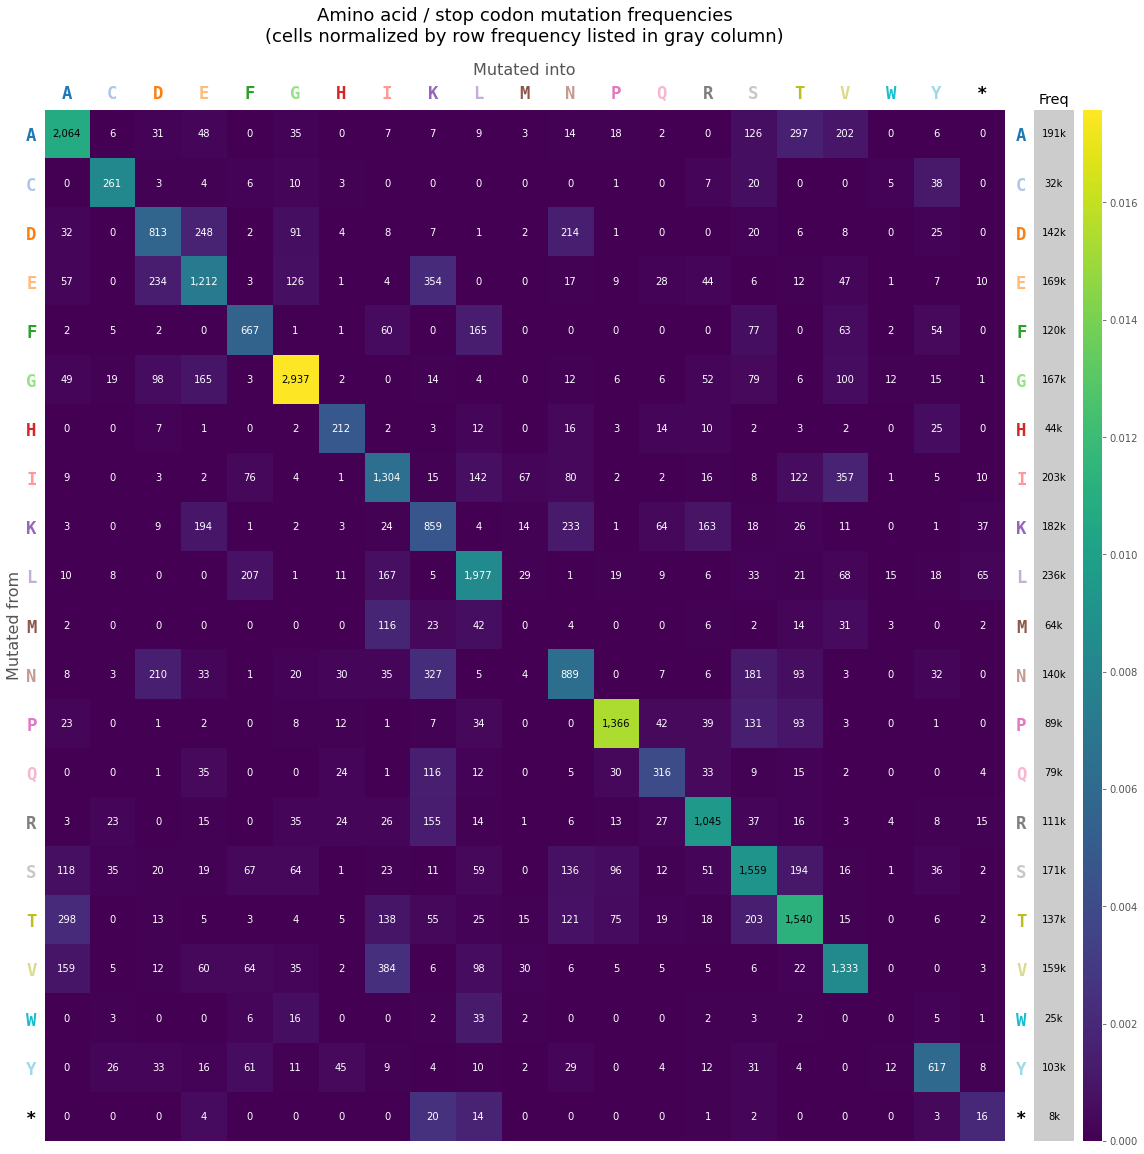 Amino acid / stop codon mutation frequencies
(cells normalized by row frequency listed in gray column)
Mutated into
A C D E F G H I K L M N P Q R S T V W Y *
Freq
Mutated from
A 2,064 6 31 48 0 35 0 7 7 9 3 14 18 2 0 126 297 202 0 6 0 A 191k
C 0 261 3 4 6 10 3 0 0 0 0 0 1 0 7 20 0 0 5 38 0 C 32k
D 32 0 813 248 2 91 4 8 7 1 2 214 1 0 0 20 6 8 0 25 0 D 142k
E 57 0 234 1,212 3 126 1 4 354 0 0 17 9 28 44 6 12 47 1 7 10 E 169k
F 2 5 2 0 667 1 1 60 0 165 0 0 0 0 0 77 0 63 2 54 0 F 120k
G 49 19 98 165 3 2,937 2 0 14 4 0 12 6 6 52 79 6 100 12 15 1 G 167k
H 0 0 7 1 0 2 212 2 3 12 0 16 3 14 10 2 3 2 0 25 0 H 44k
I 9 0 3 2 76 4 1 1,304 15 142 67 80 2 2 16 8 122 357 1 5 10 I 203k
K 3 0 9 194 1 2 3 24 859 4 14 233 1 64 163 18 26 11 0 1 37 K 182k
L 10 8 0 0 207 1 11 167 5 1,977 29 1 19 9 6 33 21 68 15 18 65 L 236k
M 2 0 0 0 0 0 0 116 23 42 0 4 0 0 6 2 14 31 3 0 2 M 64k
N 8 3 210 33 1 20 30 35 327 5 4 889 0 7 6 181 93 3 0 32 0 N 140k
P 23 0 1 2 0 8 12 1 7 34 0 0 1,366 42 39 131 93 3 0 1 0 P 89k
Q 0 0 1 35 0 0 24 1 116 12 0 5 30 316 33 9 15 2 0 0 4 Q 79k
R 3 23 0 15 0 35 24 26 155 14 1 6 13 27 1,045 37 16 3 4 8 15 R 111k
S 118 35 20 19 67 64 1 23 11 59 0 136 96 12 51 1,559 194 16 1 36 2 S 171k
T 298 0 13 5 3 4 5 138 55 25 15 121 75 19 18 203 1,540 15 0 6 2 T 137k
V 159 5 12 60 64 35 2 384 6 98 30 6 5 5 5 6 22 1,333 0 0 3 V 159k
W 0 3 0 0 6 16 0 0 2 33 2 0 0 0 2 3 2 0 0 5 1 W 25k
Y 0 26 33 16 61 11 45 9 4 10 2 29 0 4 12 31 4 0 12 617 8 Y 103k
* 0 0 0 4 0 0 0 0 20 14 0 0 0 0 1 2 0 0 0 3 16 * 8k
0.016
0.014
0.012
0.010
0.008
0.006
0.004
0.002
0.000